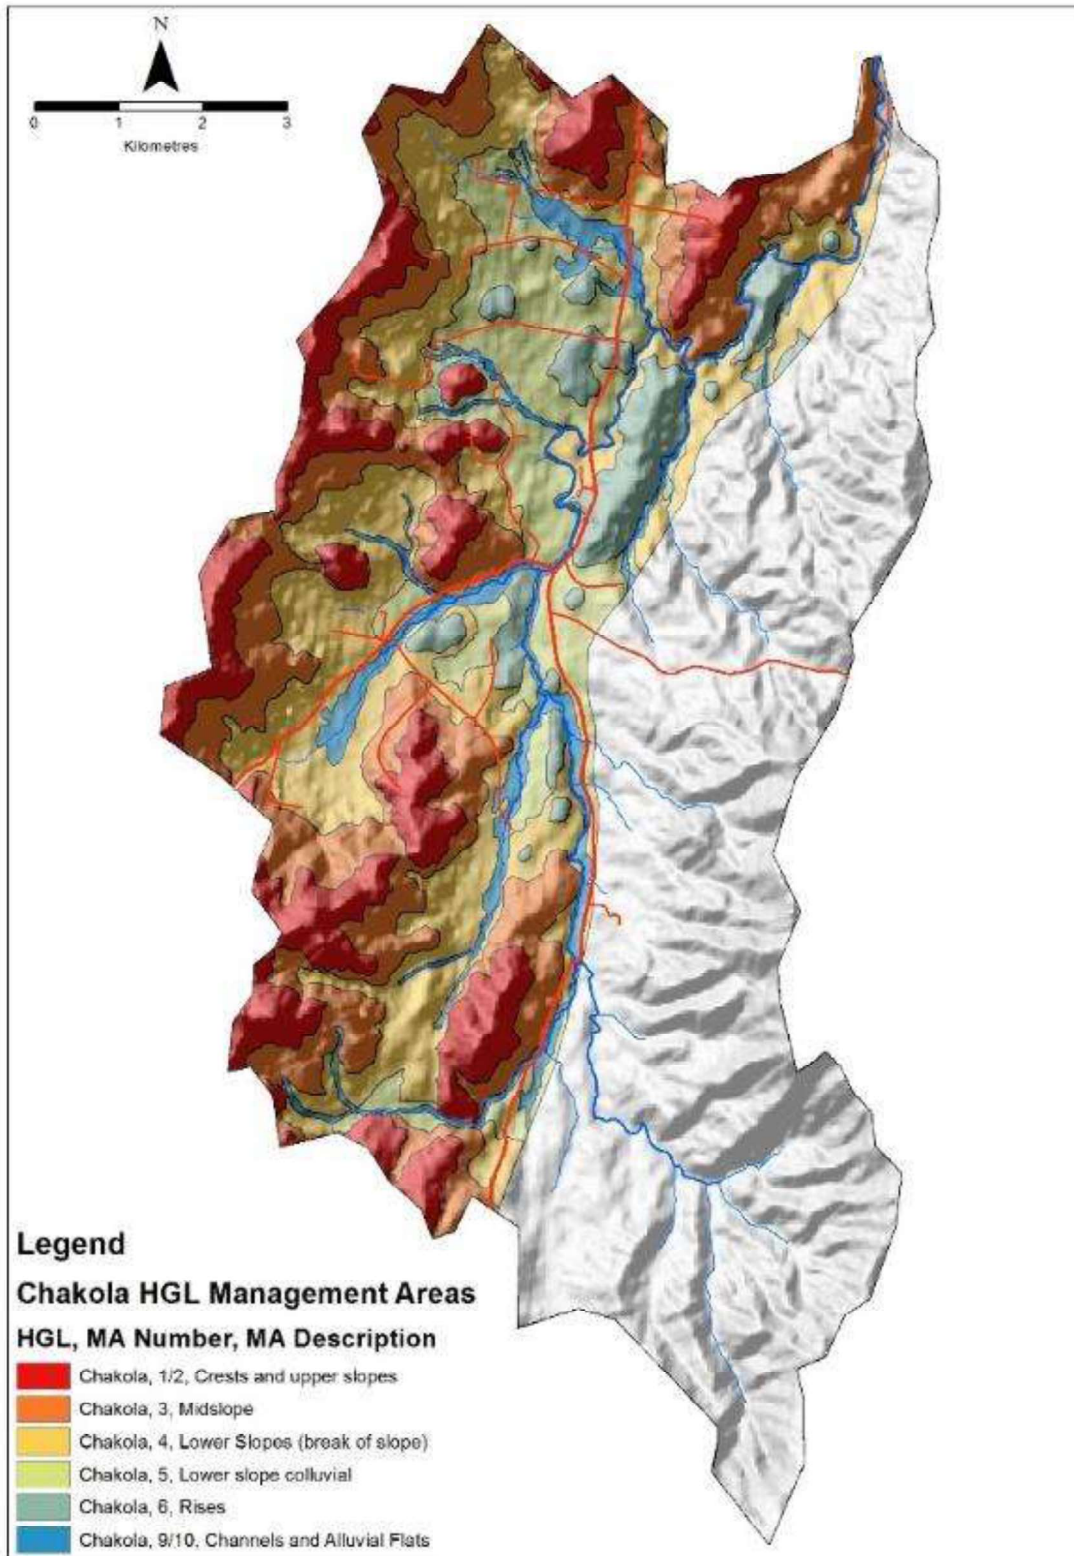 N
0 1 2 3
Kilometres
Legend
Chakola HGL Management Areas
HGL, MA Number, MA Description
Chakola, 1/2, Crests and upper slopes
Chakola, 3, Midslope
Chakola, 4, Lower Slopes (break of slope)
Chakola, 5, Lower slope colluvial
Chakola, 6, Rises
Chakola, 9/10, Channels and Alluvial Flats